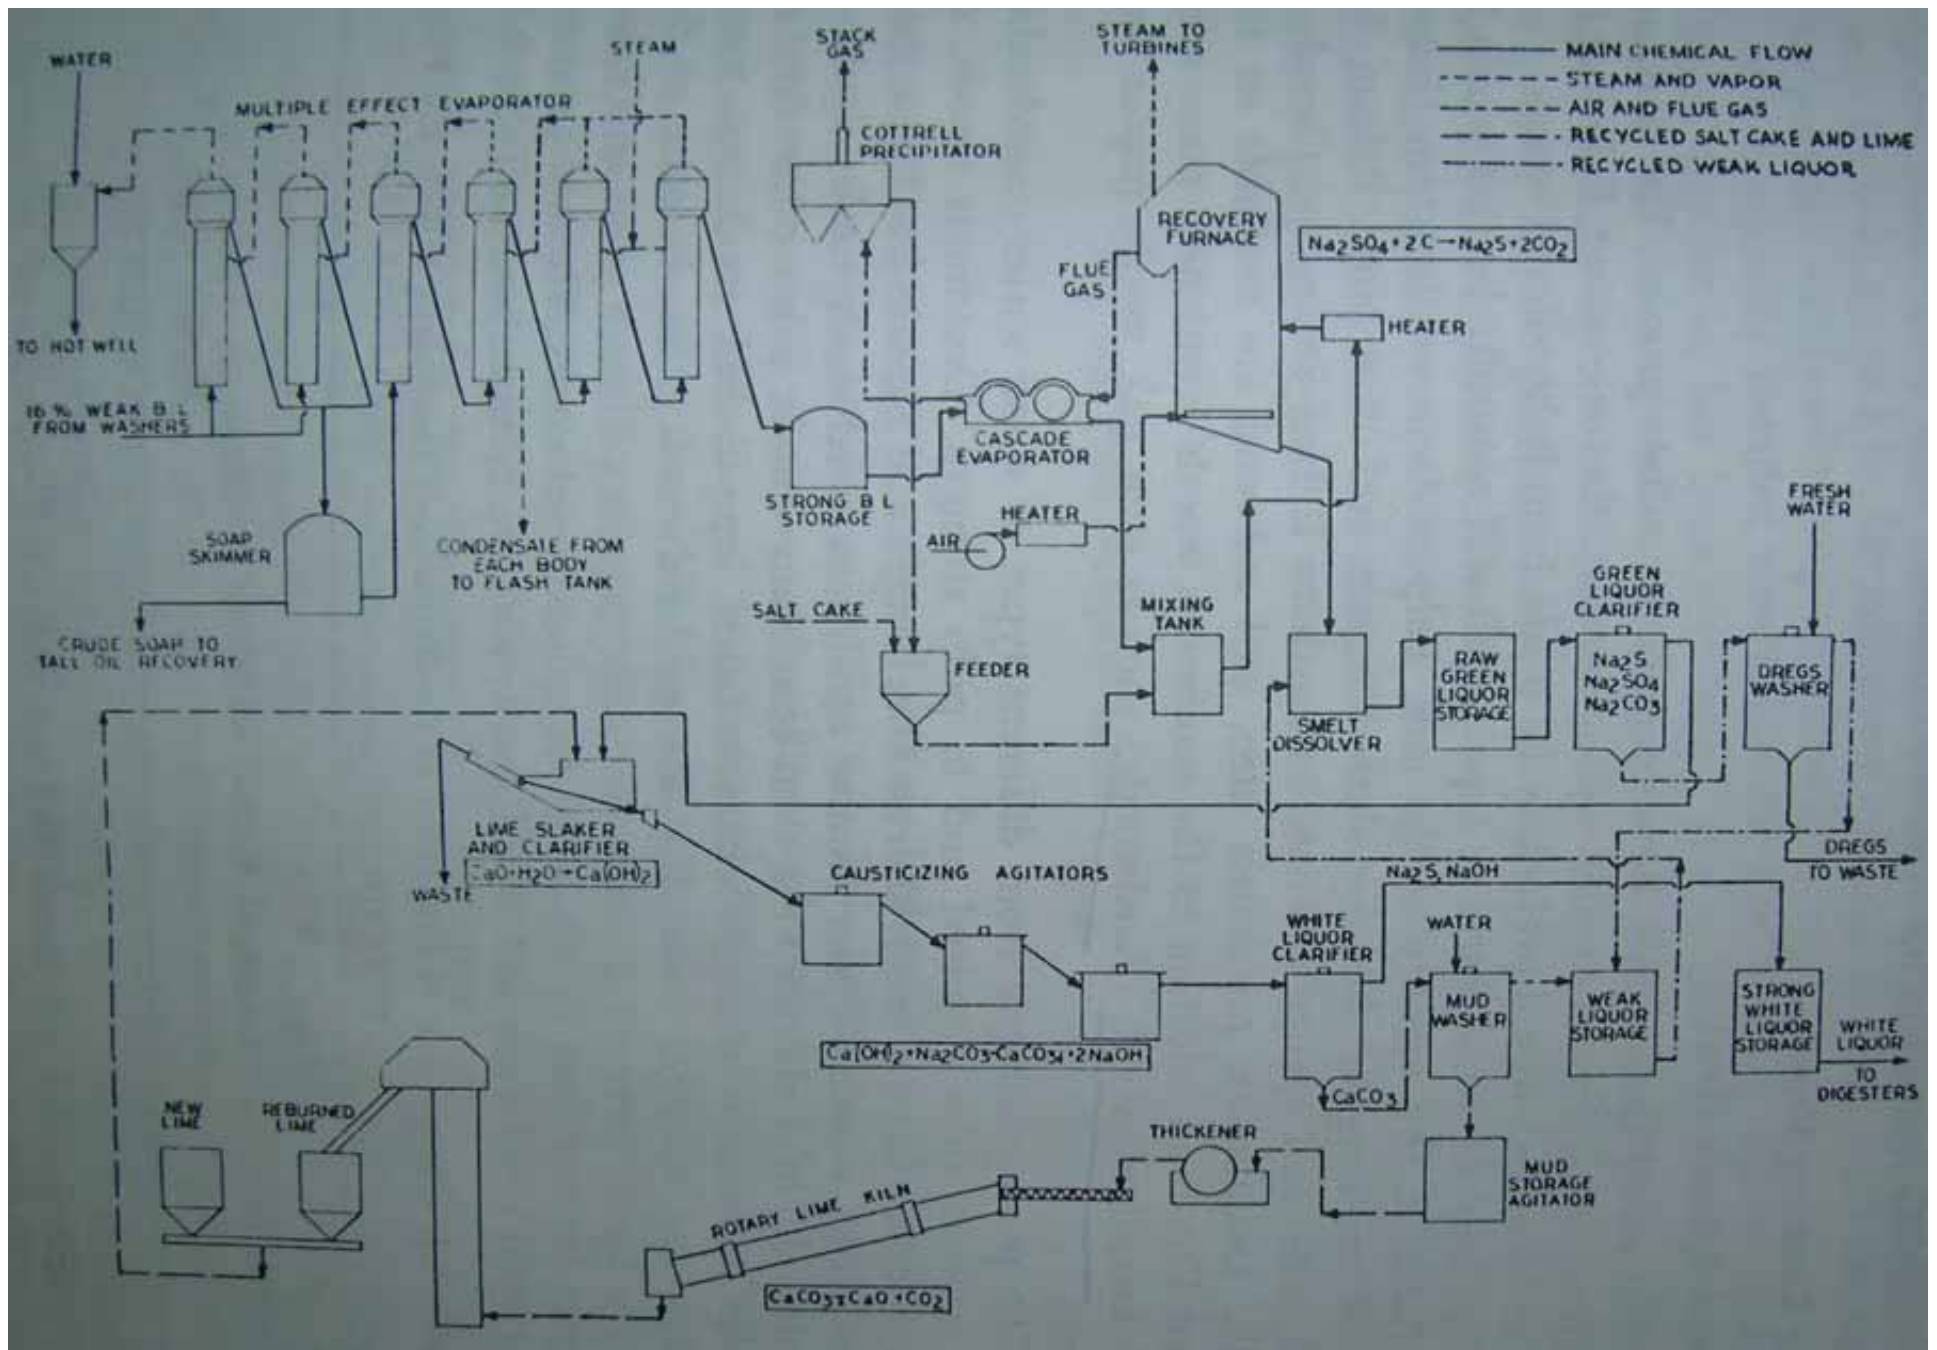 WATER
STEAM
MULTIPLE EFFECT EVAPORATOR
STACK
GAS
STEAM TO
TURBINES
MAIN CHEMICAL FLOW
STEAM AND VAPOR
AIR AND FLUE GAS
RECYCLED SALT CAKE AND LIME
RECYCLED WEAK LIQUOR
COTTRELL
PRECIPITATOR
RECOVERY
FURNACE
Na2SO4+2C→Na2S+2CO2
FLUE
GAS
HEATER
TO HOT WELL
16% WEAK B L
FROM WASHERS
CASCADE
EVAPORATOR
STRONG B L
STORAGE
HEATER
AIR
FRESH
WATER
SOAP
SKIMMER
CONDENSATE FROM
EACH BODY
TO FLASH TANK
GREEN
LIQUOR
CLARIFIER
SALT CAKE
MIXING
TANK
CRUDE SOAP TO
TALL OIL RECOVERY
FEEDER
RAW
GREEN
LIQUOR
STORAGE
Na2S
Na2SO4
Na2CO3
DREGS
WASHER
SMELT
DISSOLVER
LIME SLAKER
AND CLARIFIER
CaO+H2O→Ca(OH)2
WASTE
CAUSTICIZING AGITATORS
Na2S, NaOH
DREGS
TO WASTE
WHITE
LIQUOR
CLARIFIER
WATER
MUD
WASHER
WEAK
LIQUOR
STORAGE
STRONG
WHITE
LIQUOR
STORAGE
WHITE
LIQUOR
TO
DIGESTERS
Ca(OH)2+Na2CO3→CaCO3↓+2NaOH
CaCO3
NEW
LIME
REBURNED
LIME
THICKENER
MUD
STORAGE
AGITATOR
ROTARY LIME KILN
CaCO3→CaO+CO2